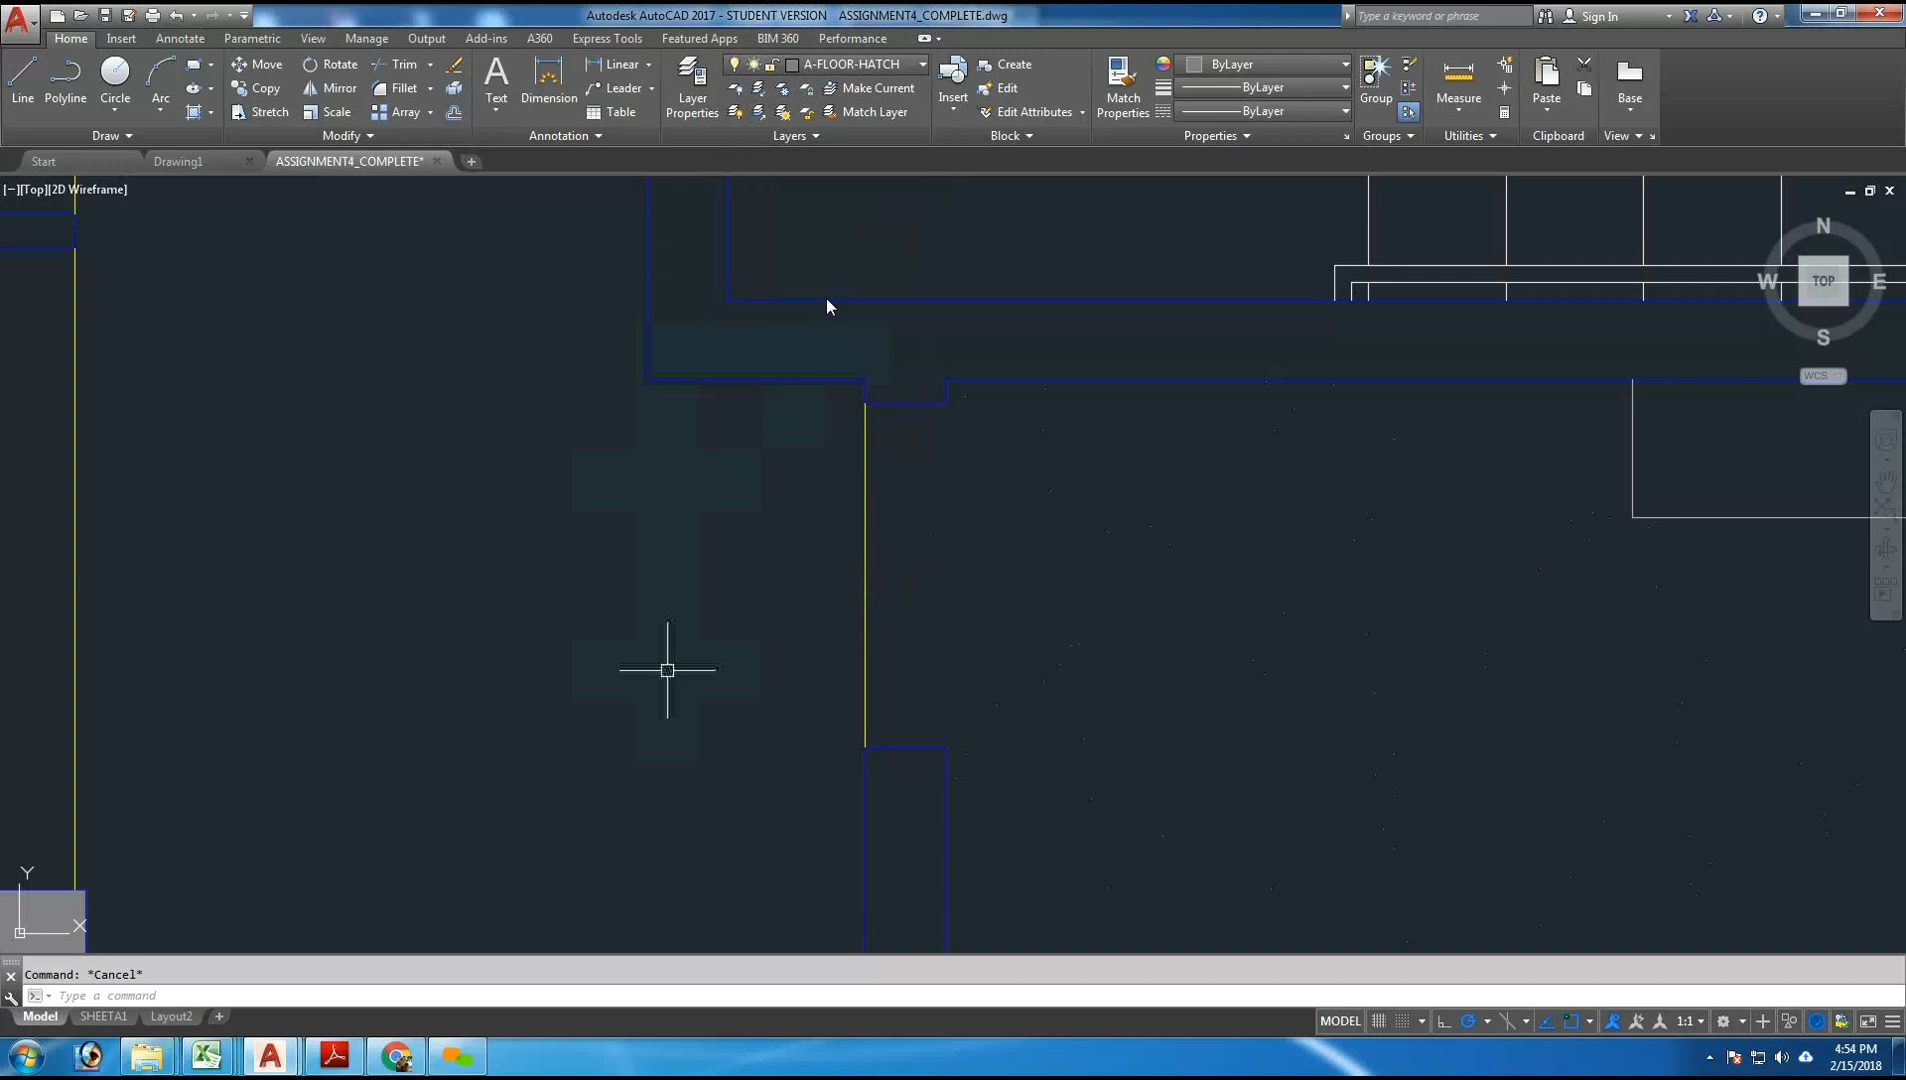 Autodesk AutoCAD 2017 - STUDENT VERSION ASSIGNMENT4_COMPLETE.dwg
Type a keyword or phrase
Sign In
Home Insert Annotate Parametric View Manage Output Add-ins A360 Express Tools Featured Apps BIM 360 Performance
Line Polyline Circle Arc
Move Rotate Trim
Copy Mirror Fillet
Stretch Scale Array
Text Dimension
Linear
Leader
Table
Layer Properties
A-FLOOR-HATCH
Make Current
Match Layer
Insert
Create
Edit
Edit Attributes
Match Properties
ByLayer
ByLayer
ByLayer
Group
Measure
Paste
Base
Draw Modify Annotation Layers Block Properties Groups Utilities Clipboard View
Start Drawing1 ASSIGNMENT4_COMPLETE*
[−][Top][2D Wireframe]
N
W TOP E
S
WCS
Y
X
Command: *Cancel*
Type a command
Model SHEETA1 Layout2
MODEL 1:1
4:54 PM
2/15/2018